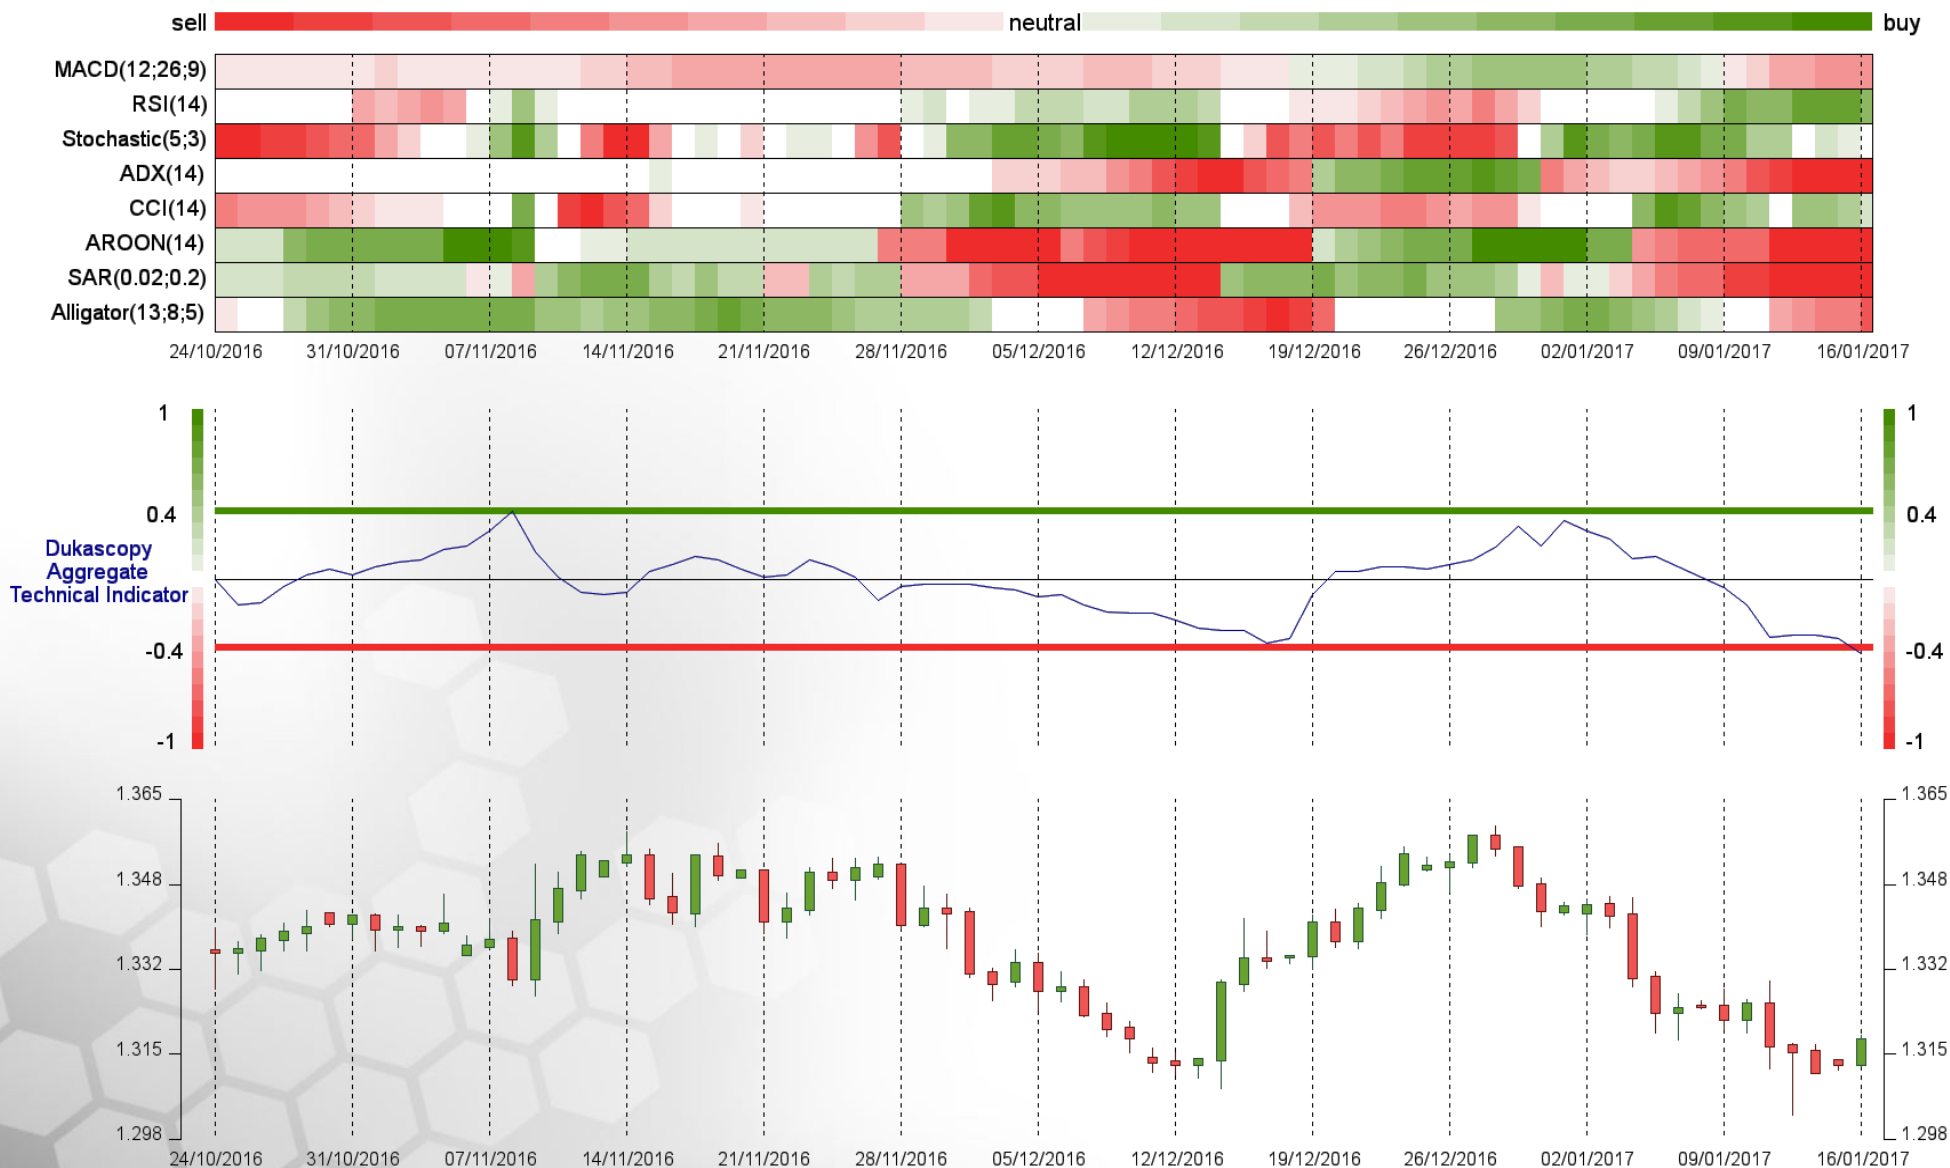 sell neutral buy
MACD(12;26;9)
RSI(14)
Stochastic(5;3)
ADX(14)
CCI(14)
AROON(14)
SAR(0.02;0.2)
Alligator(13;8;5)
24/10/2016 31/10/2016 07/11/2016 14/11/2016 21/11/2016 28/11/2016 05/12/2016 12/12/2016 19/12/2016 26/12/2016 02/01/2017 09/01/2017 16/01/2017
1 1
0.4 0.4
Dukascopy
Aggregate
Technical Indicator
-0.4 -0.4
-1 -1
1.365 1.365
1.348 1.348
1.332 1.332
1.315 1.315
1.298 1.298
24/10/2016 31/10/2016 07/11/2016 14/11/2016 21/11/2016 28/11/2016 05/12/2016 12/12/2016 19/12/2016 26/12/2016 02/01/2017 09/01/2017 16/01/2017